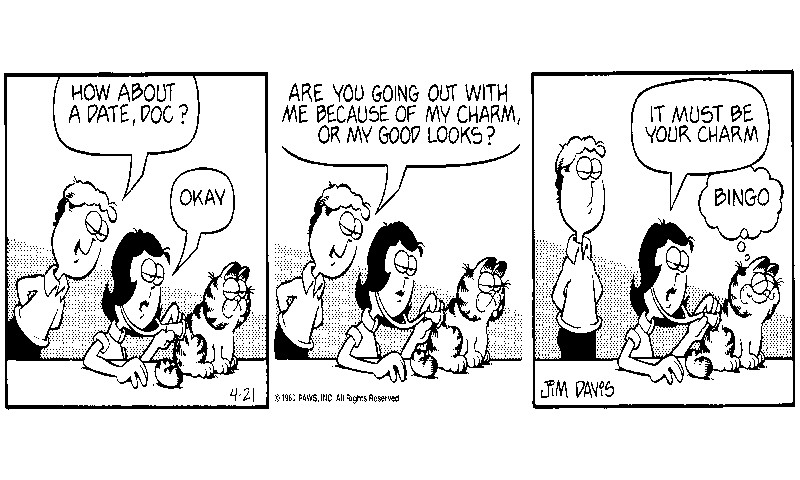 HOW ABOUT
A DATE, DOC?
OKAY
4-21
ARE YOU GOING OUT WITH
ME BECAUSE OF MY CHARM,
OR MY GOOD LOOKS?
PAWS, INC. All Rights Reserved
IT MUST BE
YOUR CHARM
BINGO
JIM DAVIS